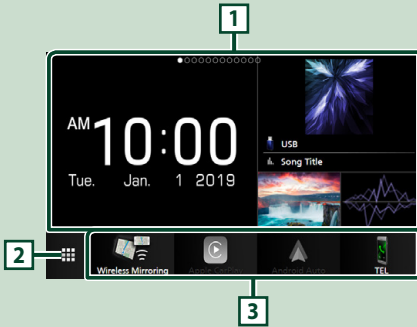 1
AM 10:00
Tue. Jan. 1 2019
USB
Song Title
2
Wireless Mirroring Apple CarPlay Android Auto TEL
3